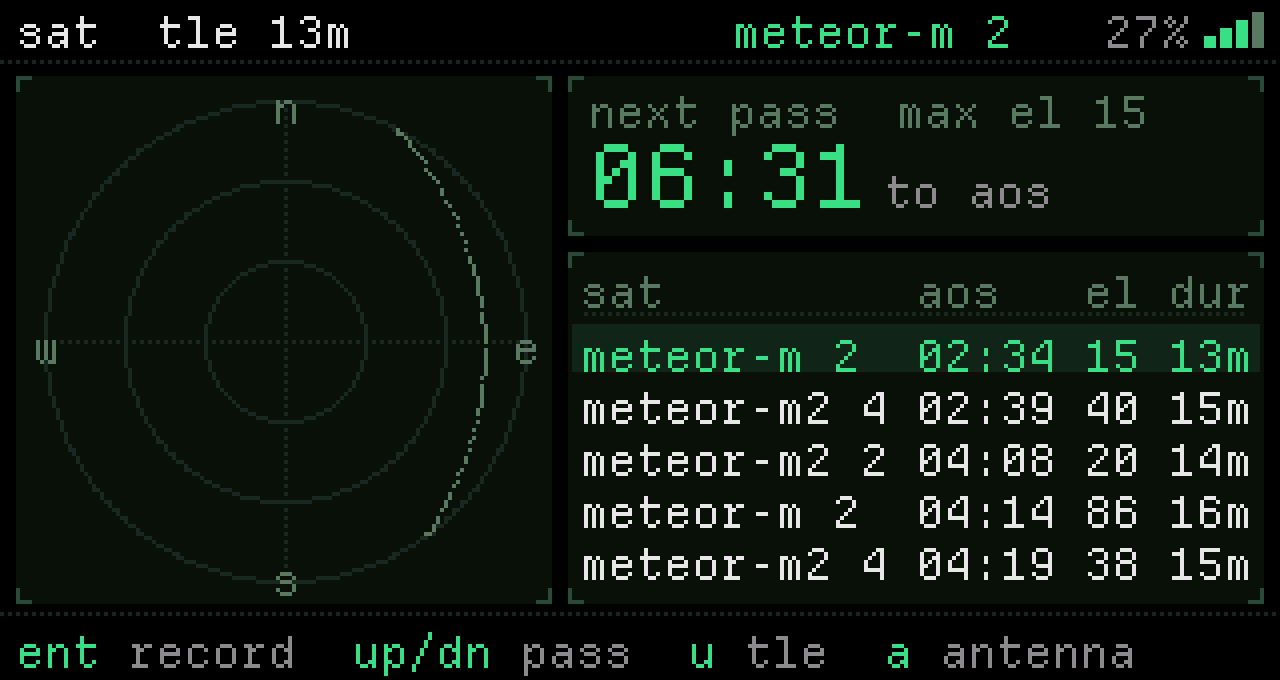 sat tle 13m meteor-m 2 27%
n
w e
s
next pass max el 15
06:31 to aos
sat aos el dur
meteor-m 2 02:34 15 13m
meteor-m2 4 02:39 40 15m
meteor-m2 2 04:08 20 14m
meteor-m 2 04:14 86 16m
meteor-m2 4 04:19 38 15m
ent record up/dn pass u tle a antenna